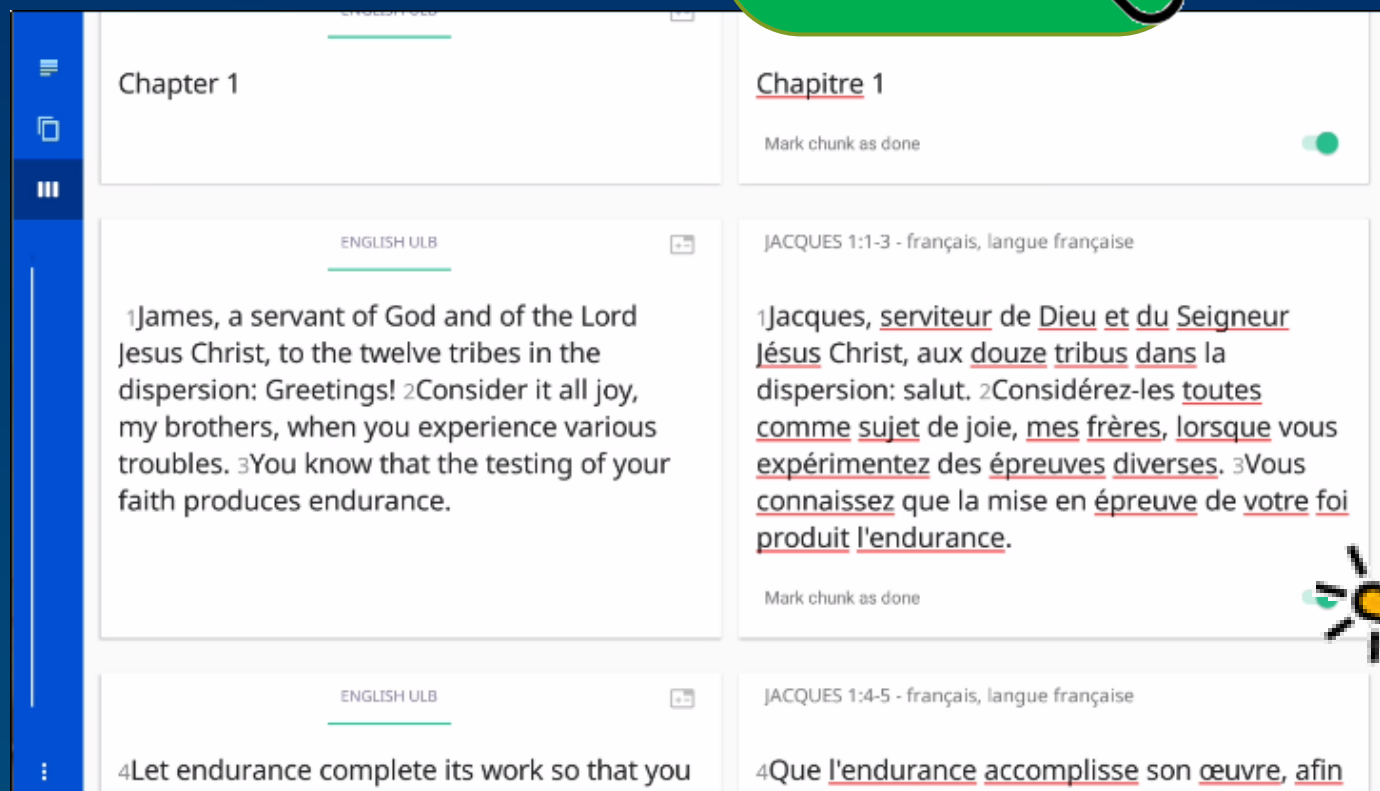 ENGLISH ULB
Chapter 1
Chapitre 1
Mark chunk as done
ENGLISH ULB
1James, a servant of God and of the Lord
Jesus Christ, to the twelve tribes in the
dispersion: Greetings! 2Consider it all joy,
my brothers, when you experience various
troubles. 3You know that the testing of your
faith produces endurance.
JACQUES 1:1-3 - français, langue française
1Jacques, serviteur de Dieu et du Seigneur
Jésus Christ, aux douze tribus dans la
dispersion: salut. 2Considérez-les toutes
comme sujet de joie, mes frères, lorsque vous
expérimentez des épreuves diverses. 3Vous
connaissez que la mise en épreuve de votre foi
produit l'endurance.
Mark chunk as done
ENGLISH ULB
4Let endurance complete its work so that you
JACQUES 1:4-5 - français, langue française
4Que l'endurance accomplisse son œuvre, afin